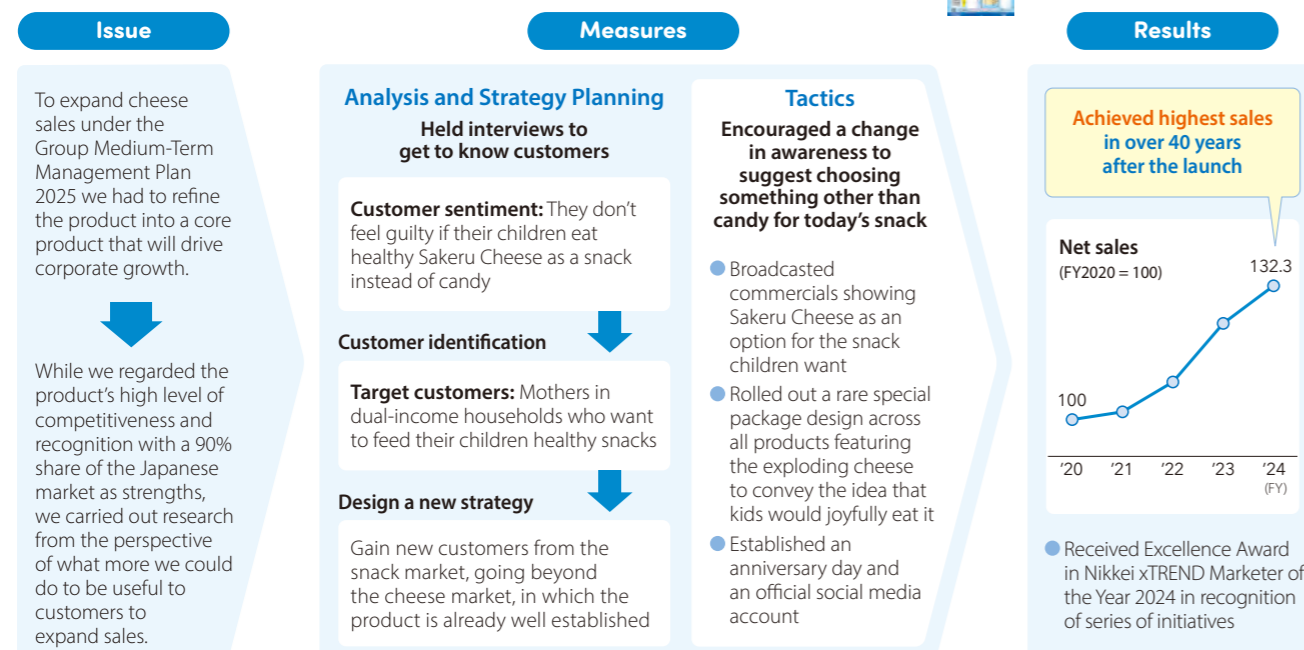 Issue
To expand cheese
sales under the
Group Medium-Term
Management Plan
2025 we had to refine
the product into a core
product that will drive
corporate growth.
While we regarded the
product's high level of
competitiveness and
recognition with a 90%
share of the Japanese
market as strengths,
we carried out research
from the perspective
of what more we could
do to be useful to
customers to
expand sales.
Measures
Analysis and Strategy Planning
Held interviews to
get to know customers
Customer sentiment: They don't
feel guilty if their children eat
healthy Sakeru Cheese as a snack
instead of candy
Customer identification
Target customers: Mothers in
dual-income households who want
to feed their children healthy snacks
Design a new strategy
Gain new customers from the
snack market, going beyond
the cheese market, in which the
product is already well established
Tactics
Encouraged a change
in awareness to
suggest choosing
something other than
candy for today's snack
● Broadcasted
commercials showing
Sakeru Cheese as an
option for the snack
children want
● Rolled out a rare special
package design across
all products featuring
the exploding cheese
to convey the idea that
kids would joyfully eat it
● Established an
anniversary day and
an official social media
account
Results
Achieved highest sales
in over 40 years
after the launch
Net sales
(FY2020 = 100)
132.3
100
'20 '21 '22 '23 '24
(FY)
● Received Excellence Award
in Nikkei xTREND Marketer of
the Year 2024 in recognition
of series of initiatives